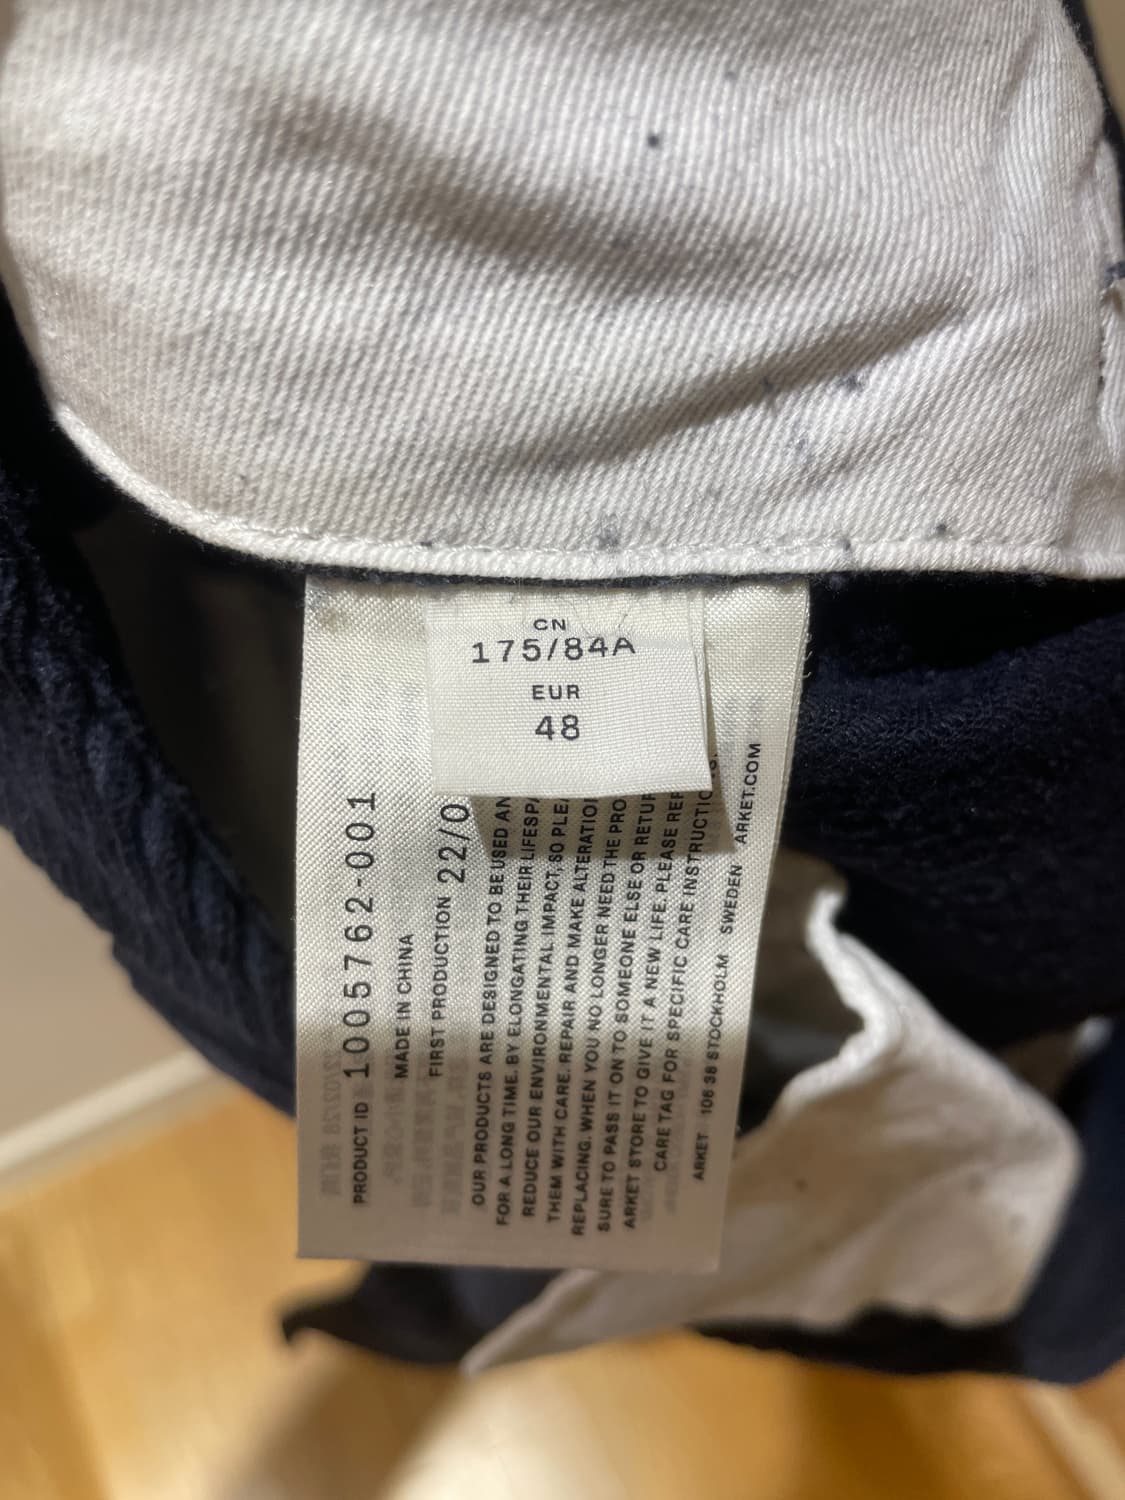 CN
175/84A
EUR
48
PRODUCT ID 1005762-001
MADE IN CHINA
FIRST PRODUCTION 22/0
OUR PRODUCTS ARE DESIGNED TO BE USED AN
FOR A LONG TIME. BY ELONGATING THEIR LIFESPA
REDUCE OUR ENVIRONMENTAL IMPACT, SO PLEA
THEM WITH CARE. REPAIR AND MAKE ALTERATION
REPLACING. WHEN YOU NO LONGER NEED THE PRO
SURE TO PASS IT ON TO SOMEONE ELSE OR RETUR
ARKET STORE TO GIVE IT A NEW LIFE. PLEASE REF
CARE TAG FOR SPECIFIC CARE INSTRUCTIONS.
ARKET 106 38 STOCKHOLM SWEDEN ARKET.COM